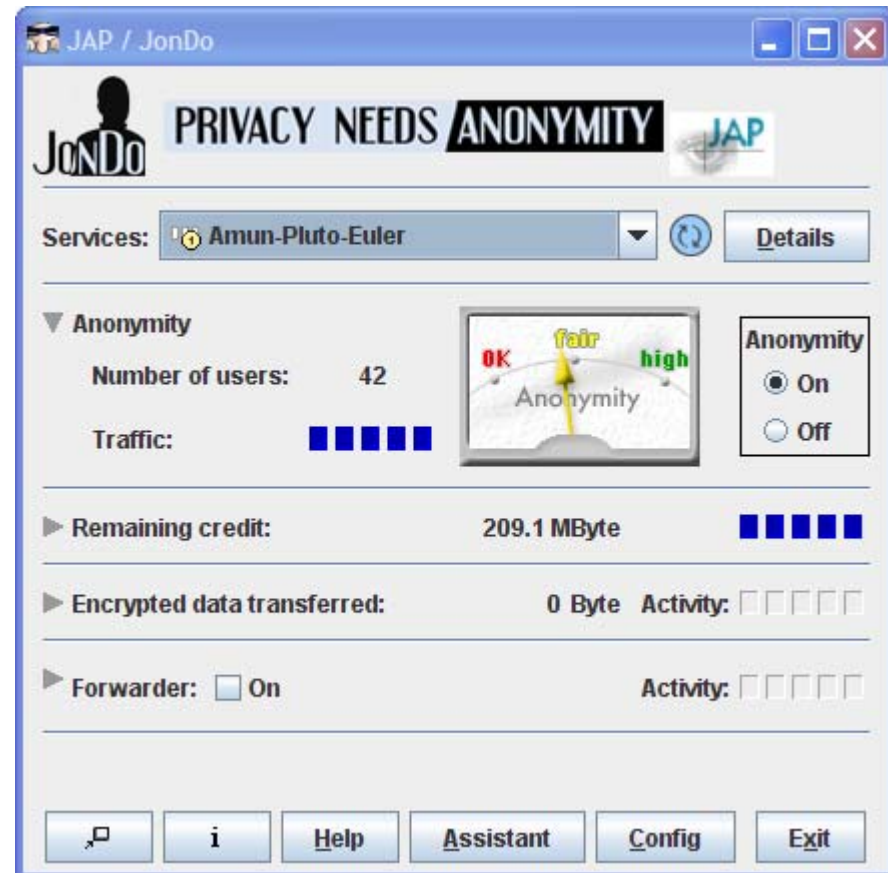 JAP / JonDo
JONDO
PRIVACY NEEDS ANONYMITY
JAP
Services: Amun-Pluto-Euler Details
Anonymity
Number of users: 42
Traffic:
OK fair high
Anonymity
Anonymity
On
Off
Remaining credit: 209.1 MByte
Encrypted data transferred: 0 Byte Activity:
Forwarder: On Activity:
i Help Assistant Config Exit